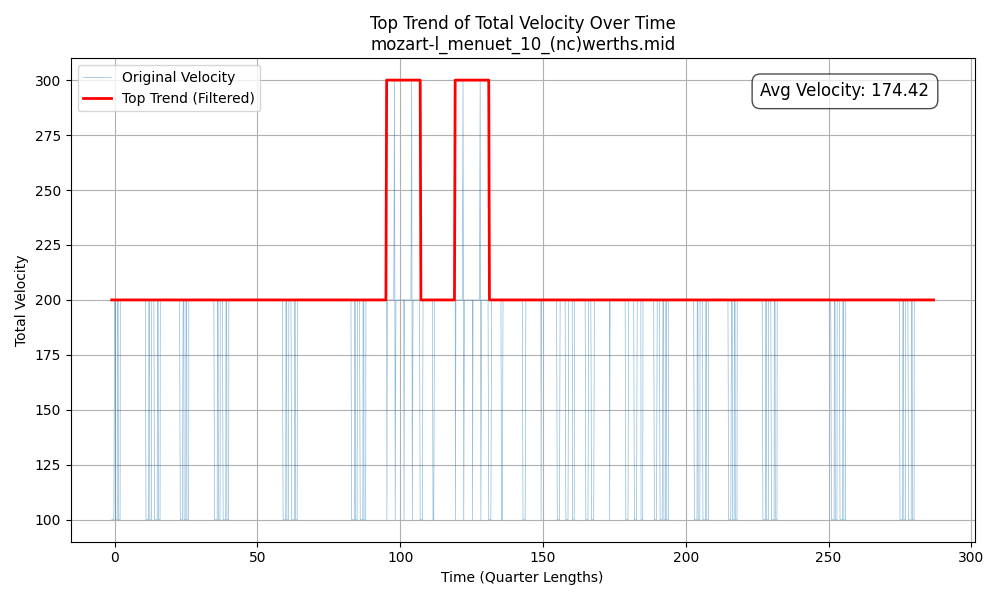 Top Trend of Total Velocity Over Time
mozart-l_menuet_10_(nc)werths.mid
Original Velocity
Top Trend (Filtered)
Avg Velocity: 174.42
Total Velocity
300
275
250
225
200
175
150
125
100
0 50 100 150 200 250 300
Time (Quarter Lengths)